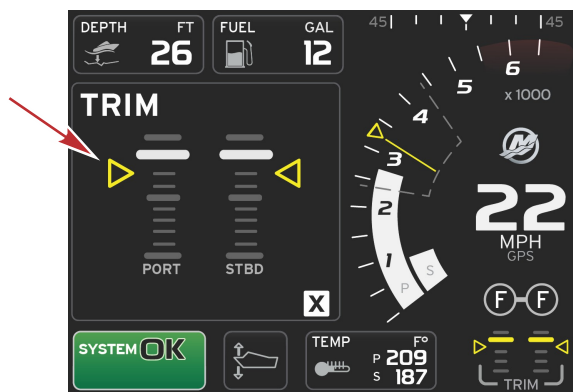 DEPTH FT
26
FUEL GAL
12
45 45
TRIM
PORT STBD
X
6
5
4
3
2
1
x 1000
P S
22
MPH
GPS
F F
SYSTEM OK
TEMP F°
P 209
S 187
TRIM